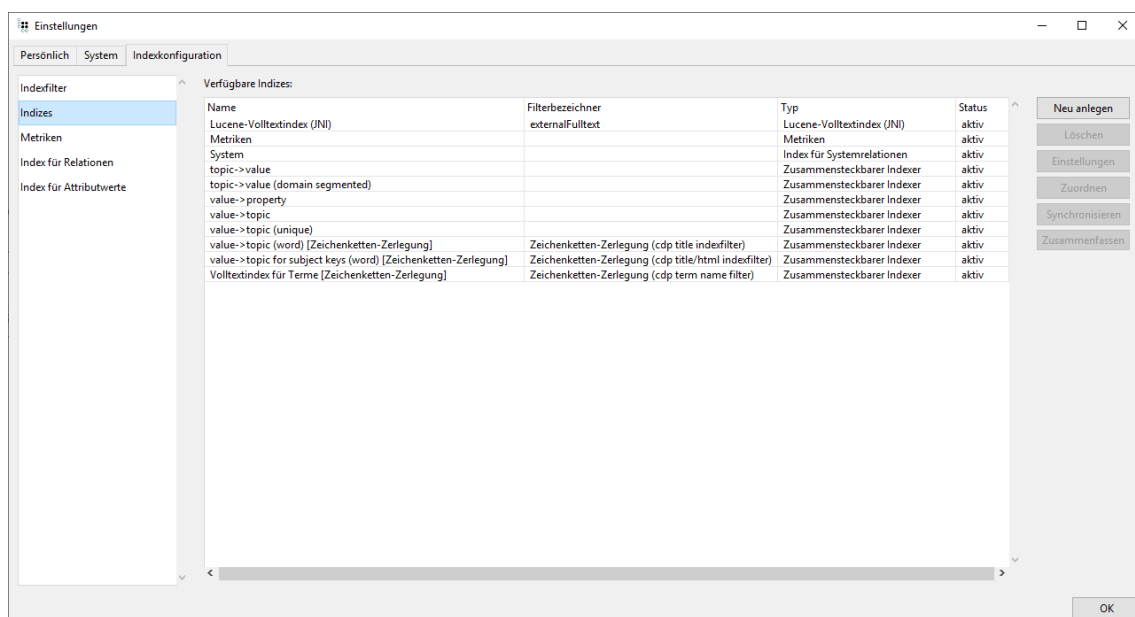 Einstellungen
Persönlich System Indexkonfiguration
Indexfilter
Indizes
Metriken
Index für Relationen
Index für Attributwerte
Verfügbare Indizes:
Name Filterbezeichner Typ Status
Lucene-Volltextindex (JNI) externalFulltext Lucene-Volltextindex (JNI) aktiv
Metriken Metriken aktiv
System Index für Systemrelationen aktiv
topic->value Zusammensteckbarer Indexer aktiv
topic->value (domain segmented) Zusammensteckbarer Indexer aktiv
value->property Zusammensteckbarer Indexer aktiv
value->topic Zusammensteckbarer Indexer aktiv
value->topic (unique) Zusammensteckbarer Indexer aktiv
value->topic (word) [Zeichenketten-Zerlegung] Zeichenketten-Zerlegung (cdp title indexfilter) Zusammensteckbarer Indexer aktiv
value->topic for subject keys (word) [Zeichenketten-Zerlegung] Zeichenketten-Zerlegung (cdp title/html indexfilter) Zusammensteckbarer Indexer aktiv
Volltextindex für Terme [Zeichenketten-Zerlegung] Zeichenketten-Zerlegung (cdp term name filter) Zusammensteckbarer Indexer aktiv
Neu anlegen
Löschen
Einstellungen
Zuordnen
Synchronisieren
Zusammenfassen
OK